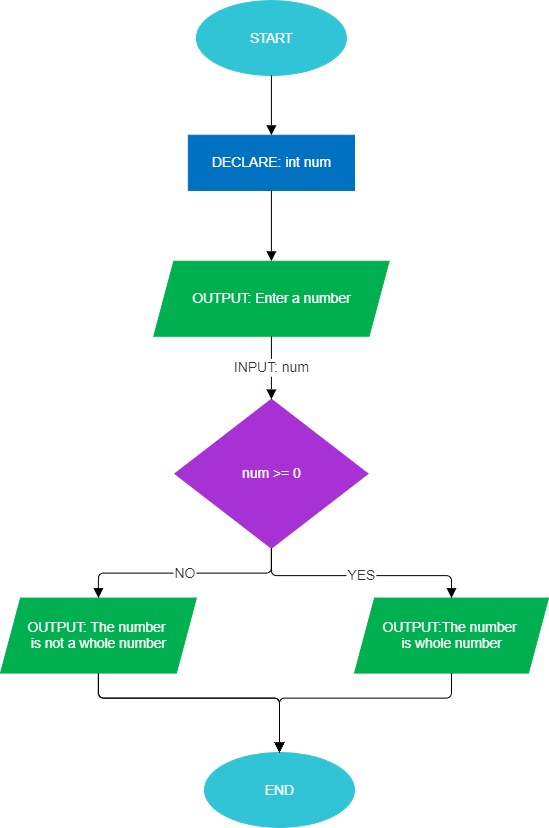 START
DECLARE: int num
OUTPUT: Enter a number
INPUT: num
num >= 0
NO
YES
OUTPUT: The number
is not a whole number
OUTPUT:The number
is whole number
END